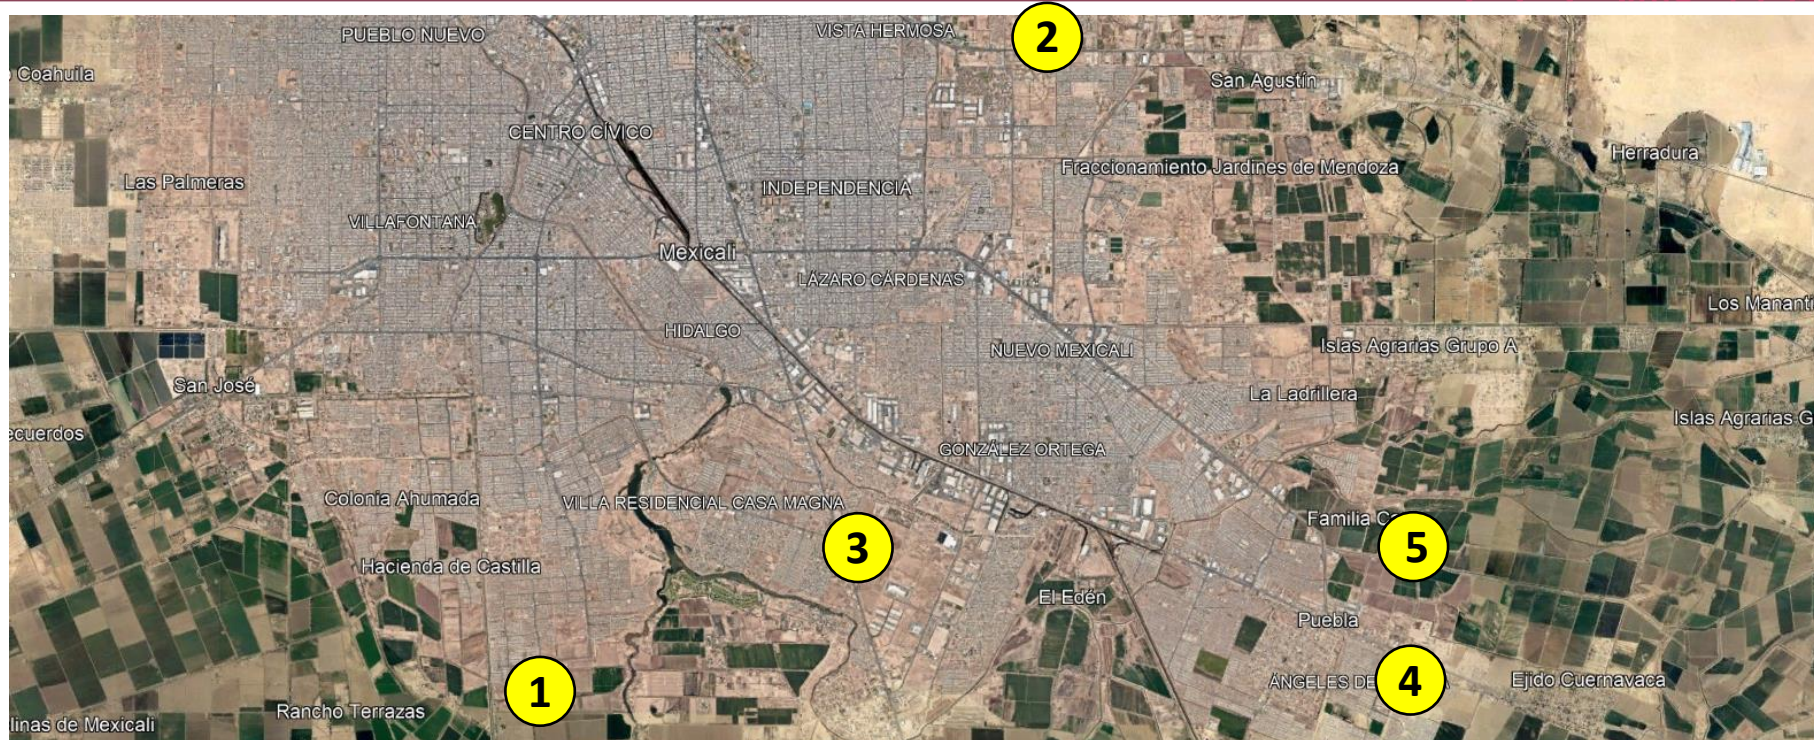 PUEBLO NUEVO
VISTA HERMOSA
2
Coahuila
San Agustín
CENTRO CÍVICO
Herradura
Fraccionamiento Jardines de Mendoza
Las Palmeras
INDEPENDENCIA
VILLAFONTANA
Mexicali
LÁZARO CÁRDENAS
Los Mananti
HIDALGO
NUEVO MEXICALI
Islas Agrarias Grupo A
San José
La Ladrillera
Islas Agrarias G
ecuerdos
GONZÁLEZ ORTEGA
Colonia Ahumada
VILLA RESIDENCIAL CASA MAGNA
Familia C
3
5
Hacienda de Castilla
El Edén
Puebla
1
ÁNGELES DE
4
Ejido Cuernavaca
Rancho Terrazas
linas de Mexicali